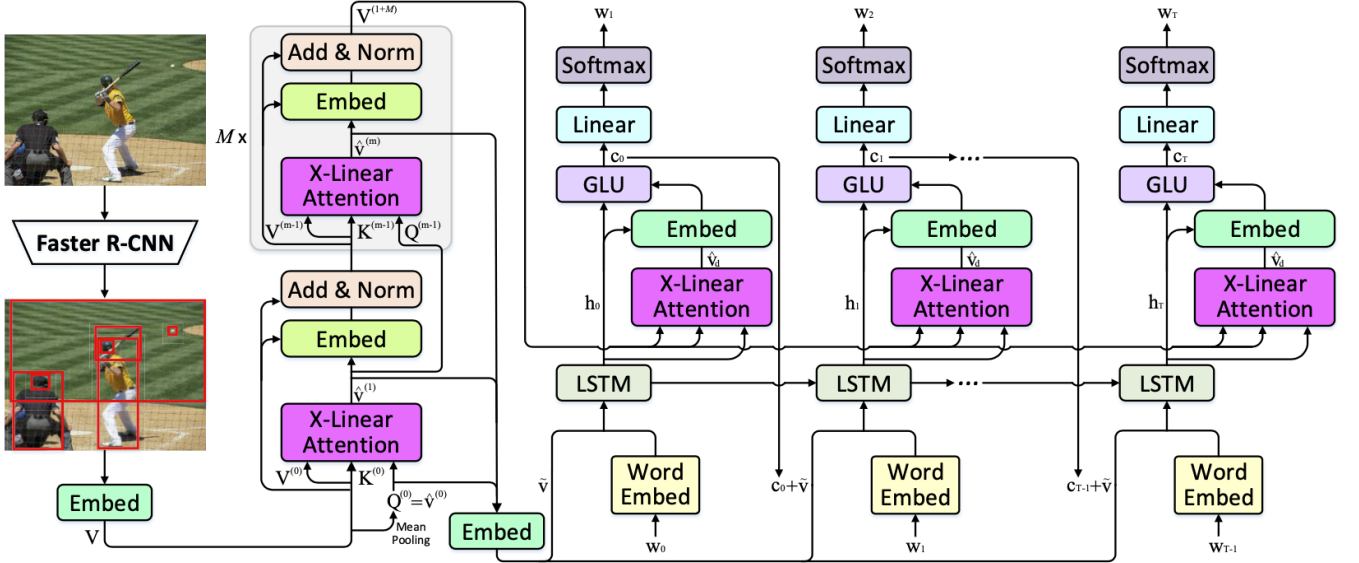 Faster R-CNN
Embed
V
V⁽¹⁺ᴹ⁾
M x
Add & Norm
Embed
v̂⁽ᵐ⁾
X-Linear
Attention
V⁽ᵐ⁻¹⁾ K⁽ᵐ⁻¹⁾ Q⁽ᵐ⁻¹⁾
Add & Norm
Embed
v̂⁽¹⁾
X-Linear
Attention
V⁽⁰⁾ K⁽⁰⁾
Q⁽⁰⁾=v̂⁽⁰⁾
Mean
Pooling
Embed
w₁
Softmax
Linear
c₀
GLU
Embed
v̂d
X-Linear
Attention
h₀
LSTM
ṽ
Word
Embed
w₀
c₀+ṽ
w₂
Softmax
Linear
c₁ ...
GLU
Embed
v̂d
X-Linear
Attention
h₁
LSTM
...
Word
Embed
w₁
cT-1+ṽ
wT
Softmax
Linear
cT
GLU
Embed
v̂d
X-Linear
Attention
hT
LSTM
Word
Embed
wT-1